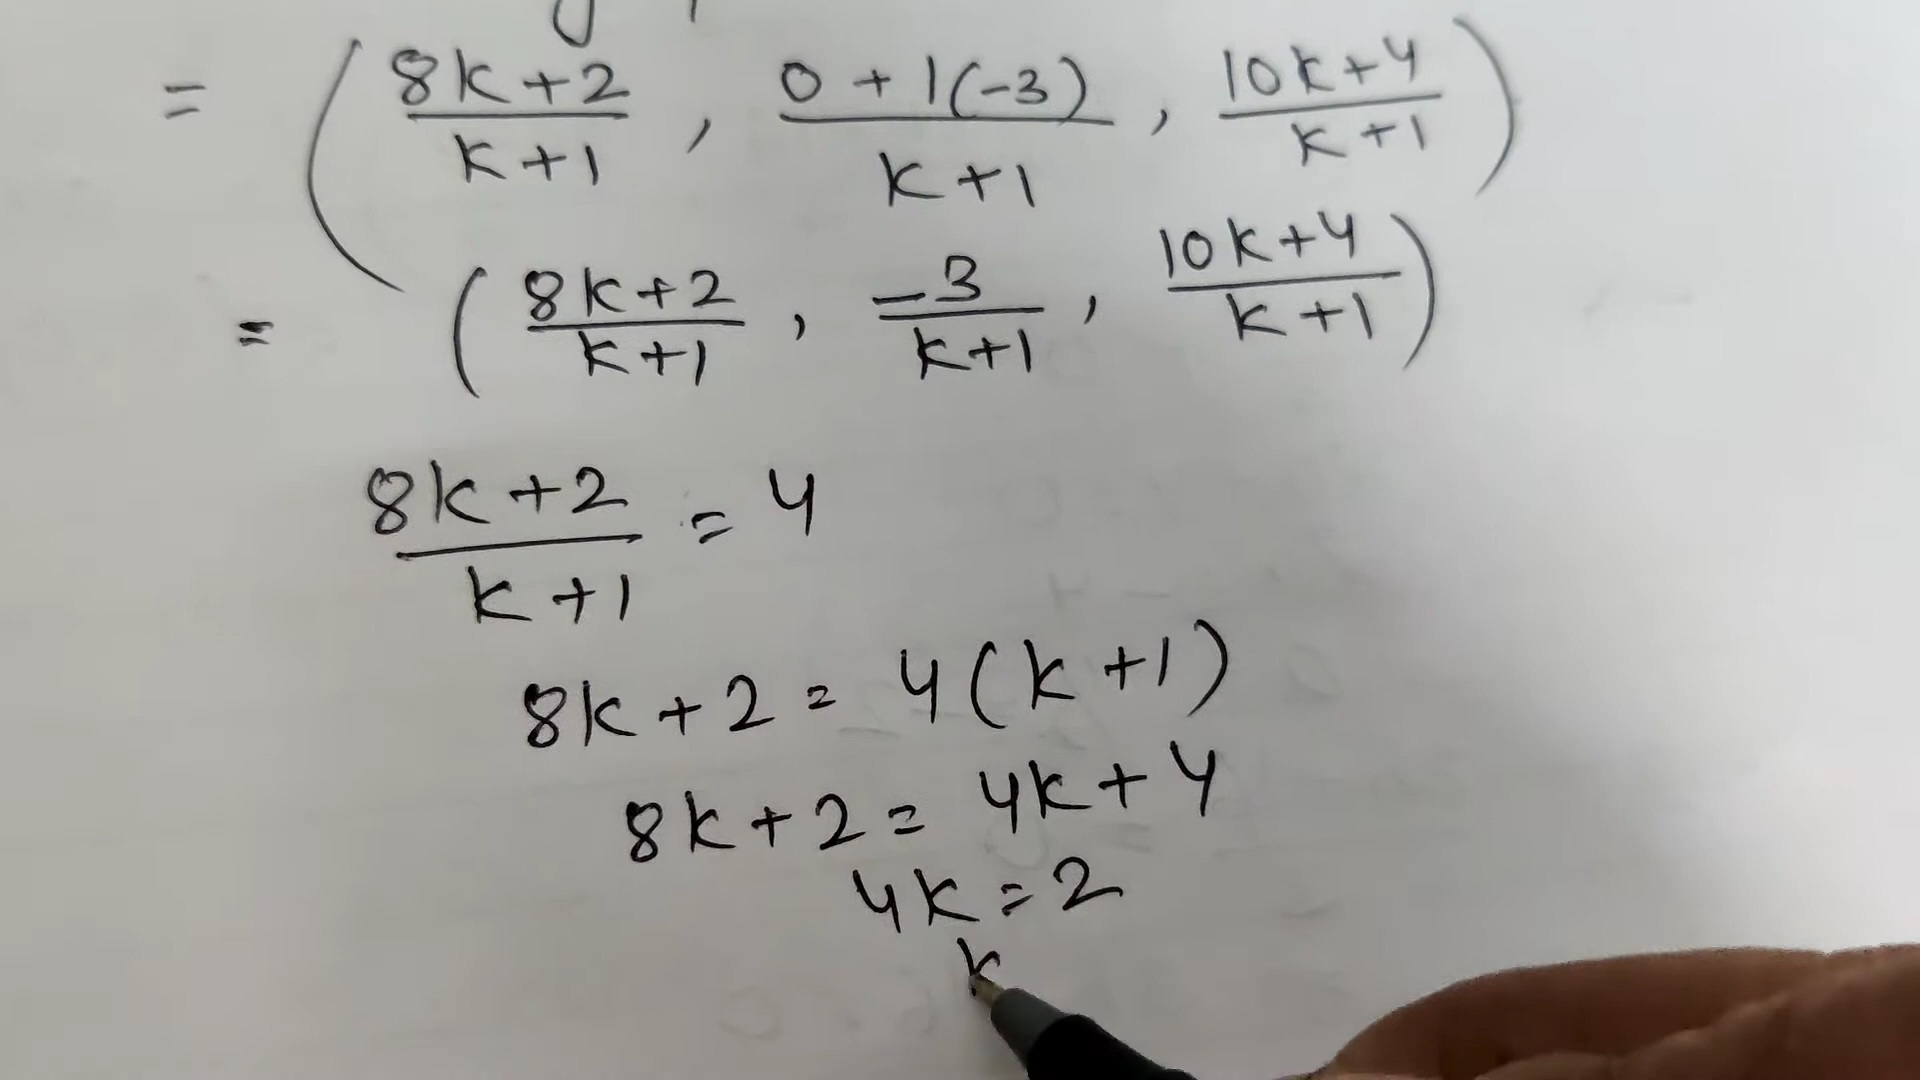 = ( (8k+2)/(k+1) , (0+1(-3))/(k+1) , (10k+4)/(k+1) )
= ( (8k+2)/(k+1) , -3/(k+1) , (10k+4)/(k+1) )
(8k+2)/(k+1) = 4
8k+2 = 4(k+1)
8k+2 = 4k+4
4k = 2
k